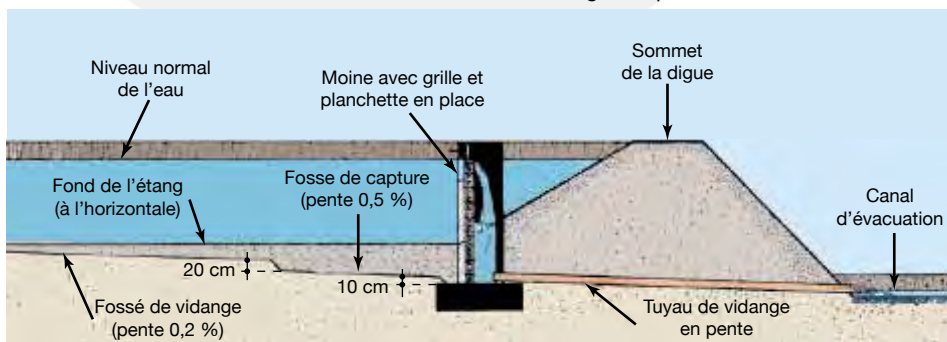 Sommet
de la digue
Niveau normal
de l'eau
Moine avec grille et
planchette en place
Fond de l'étang
(à l'horizontale)
Fosse de capture
(pente 0,5 %)
Canal
d'évacuation
20 cm
10 cm
Fossé de vidange
(pente 0,2 %)
Tuyau de vidange
en pente